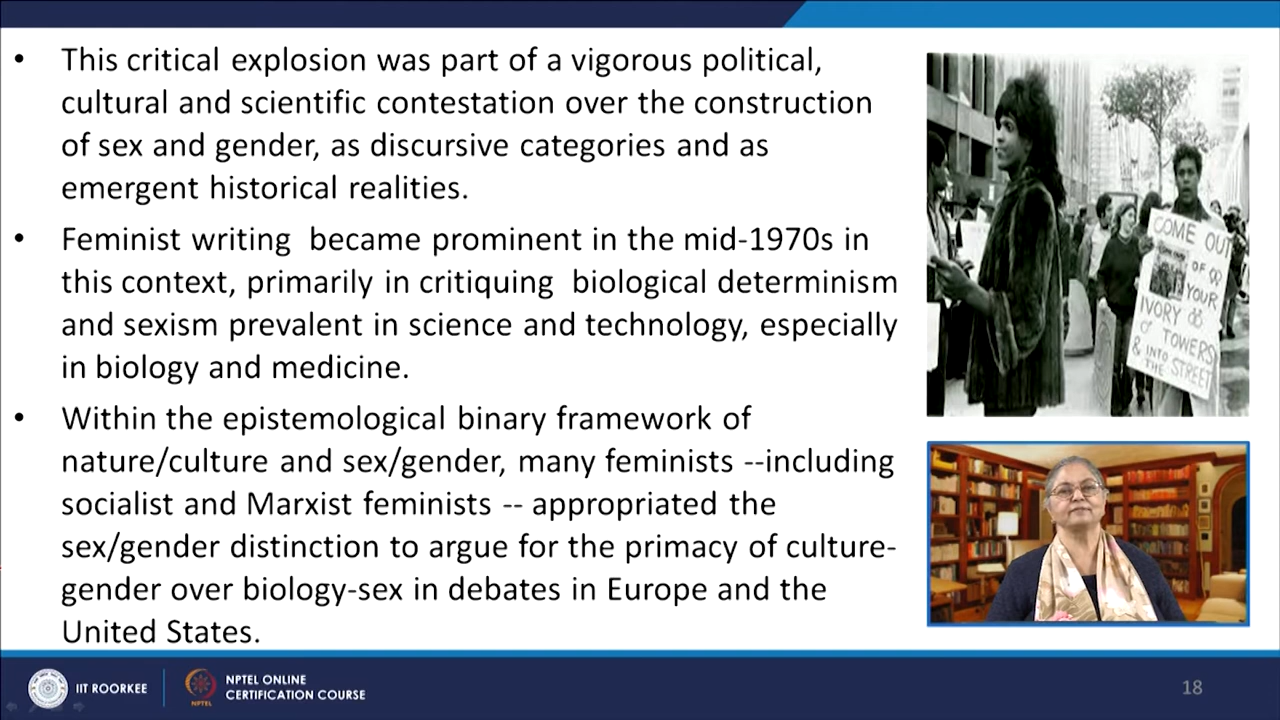 • This critical explosion was part of a vigorous political,
cultural and scientific contestation over the construction
of sex and gender, as discursive categories and as
emergent historical realities.
• Feminist writing  became prominent in the mid-1970s in
this context, primarily in critiquing  biological determinism
and sexism prevalent in science and technology, especially
in biology and medicine.
• Within the epistemological binary framework of
nature/culture and sex/gender, many feminists --including
socialist and Marxist feminists -- appropriated the
sex/gender distinction to argue for the primacy of culture-
gender over biology-sex in debates in Europe and the
United States.
COME OUT
OF
YOUR
IVORY
TOWERS
& INTO
THE STREET
IIT ROORKEE
NPTEL
NPTEL ONLINE
CERTIFICATION COURSE
18